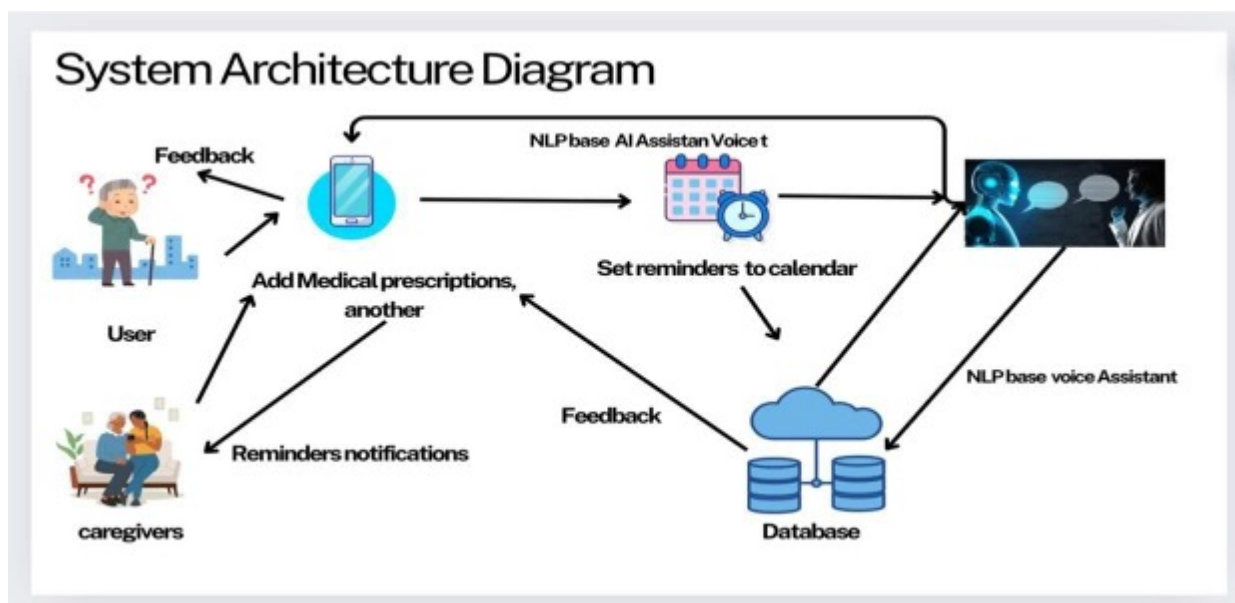 System Architecture Diagram
NLP base AI Assistan Voice t
Feedback
Set reminders to calendar
Add Medical prescriptions,
another
User
NLP base voice Assistant
Feedback
Reminders notifications
caregivers
Database